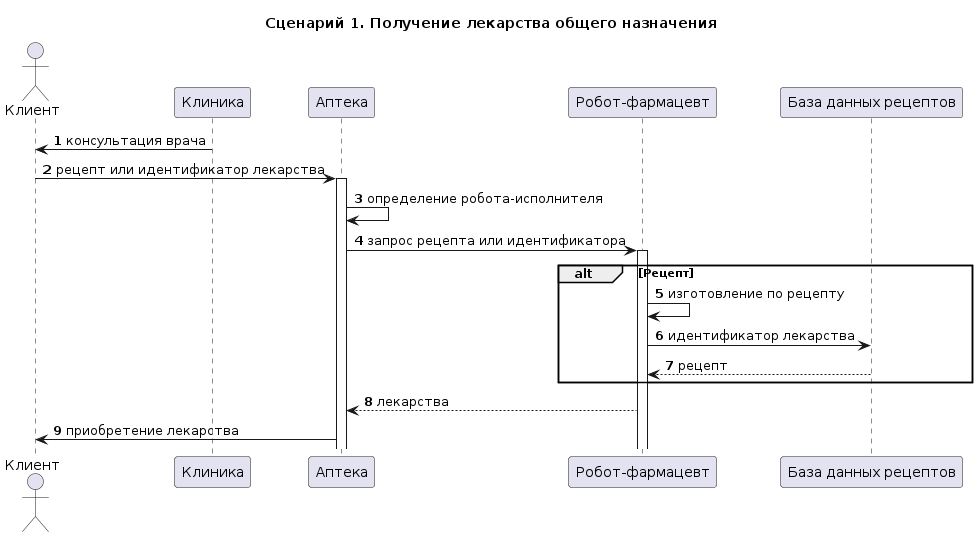 Сценарий 1. Получение лекарства общего назначения
Клиент
Клиника
Аптека
Робот-фармацевт
База данных рецептов
1 консультация врача
2 рецепт или идентификатор лекарства
3 определение робота-исполнителя
4 запрос рецепта или идентификатора
alt
[Рецепт]
5 изготовление по рецепту
6 идентификатор лекарства
7 рецепт
8 лекарства
9 приобретение лекарства
Клиент
Клиника
Аптека
Робот-фармацевт
База данных рецептов